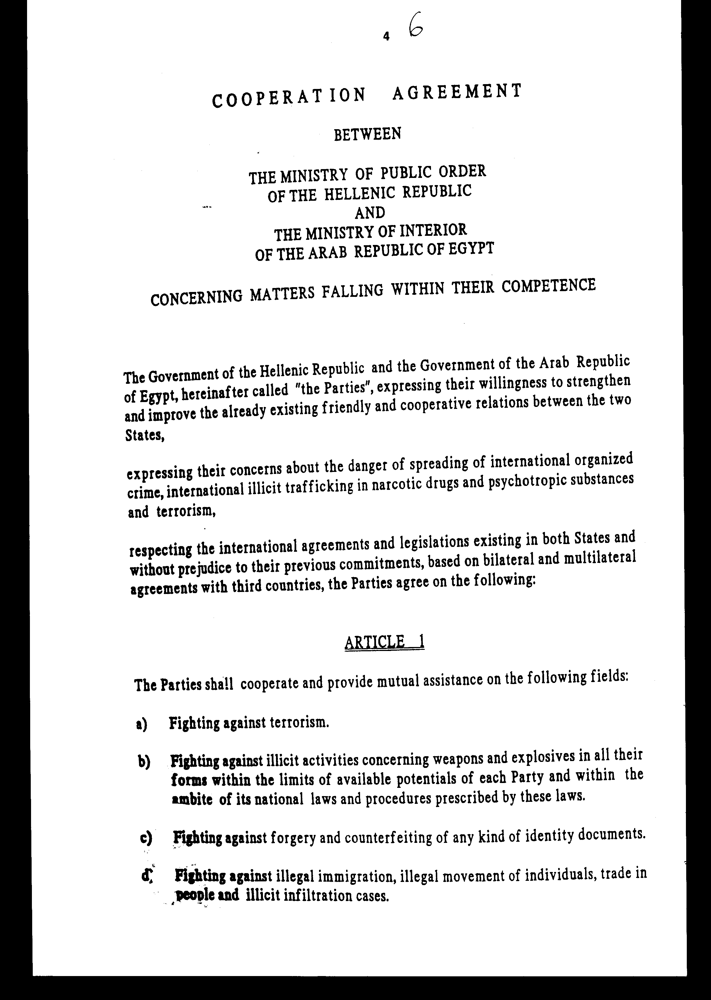 4 6
COOPERATION AGREEMENT
BETWEEN
THE MINISTRY OF PUBLIC ORDER
OF THE HELLENIC REPUBLIC
AND
THE MINISTRY OF INTERIOR
OF THE ARAB REPUBLIC OF EGYPT
CONCERNING MATTERS FALLING WITHIN THEIR COMPETENCE
The Government of the Hellenic Republic and the Government of the Arab Republic
of Egypt, hereinafter called "the Parties", expressing their willingness to strengthen
and improve the already existing friendly and cooperative relations between the two
States,
expressing their concerns about the danger of spreading of international organized
crime, international illicit trafficking in narcotic drugs and psychotropic substances
and terrorism,
respecting the international agreements and legislations existing in both States and
without prejudice to their previous commitments, based on bilateral and multilateral
agreements with third countries, the Parties agree on the following:
ARTICLE 1
The Parties shall cooperate and provide mutual assistance on the following fields:
a) Fighting against terrorism.
b) Fighting against illicit activities concerning weapons and explosives in all their
forms within the limits of available potentials of each Party and within the
ambite of its national laws and procedures prescribed by these laws.
c) Fighting against forgery and counterfeiting of any kind of identity documents.
d) Fighting against illegal immigration, illegal movement of individuals, trade in
people and illicit infiltration cases.